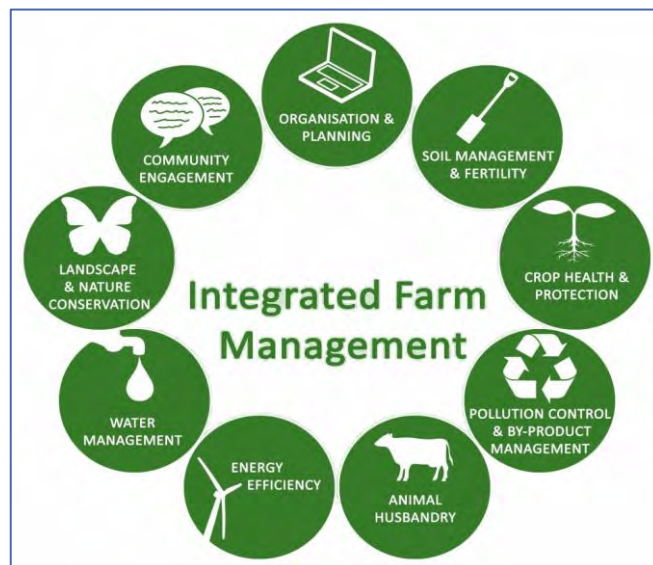 ORGANISATION &
PLANNING
SOIL MANAGEMENT
& FERTILITY
CROP HEALTH &
PROTECTION
POLLUTION CONTROL
& BY-PRODUCT
MANAGEMENT
ANIMAL
HUSBANDRY
ENERGY
EFFICIENCY
WATER
MANAGEMENT
LANDSCAPE
& NATURE
CONSERVATION
COMMUNITY
ENGAGEMENT
Integrated Farm
Management